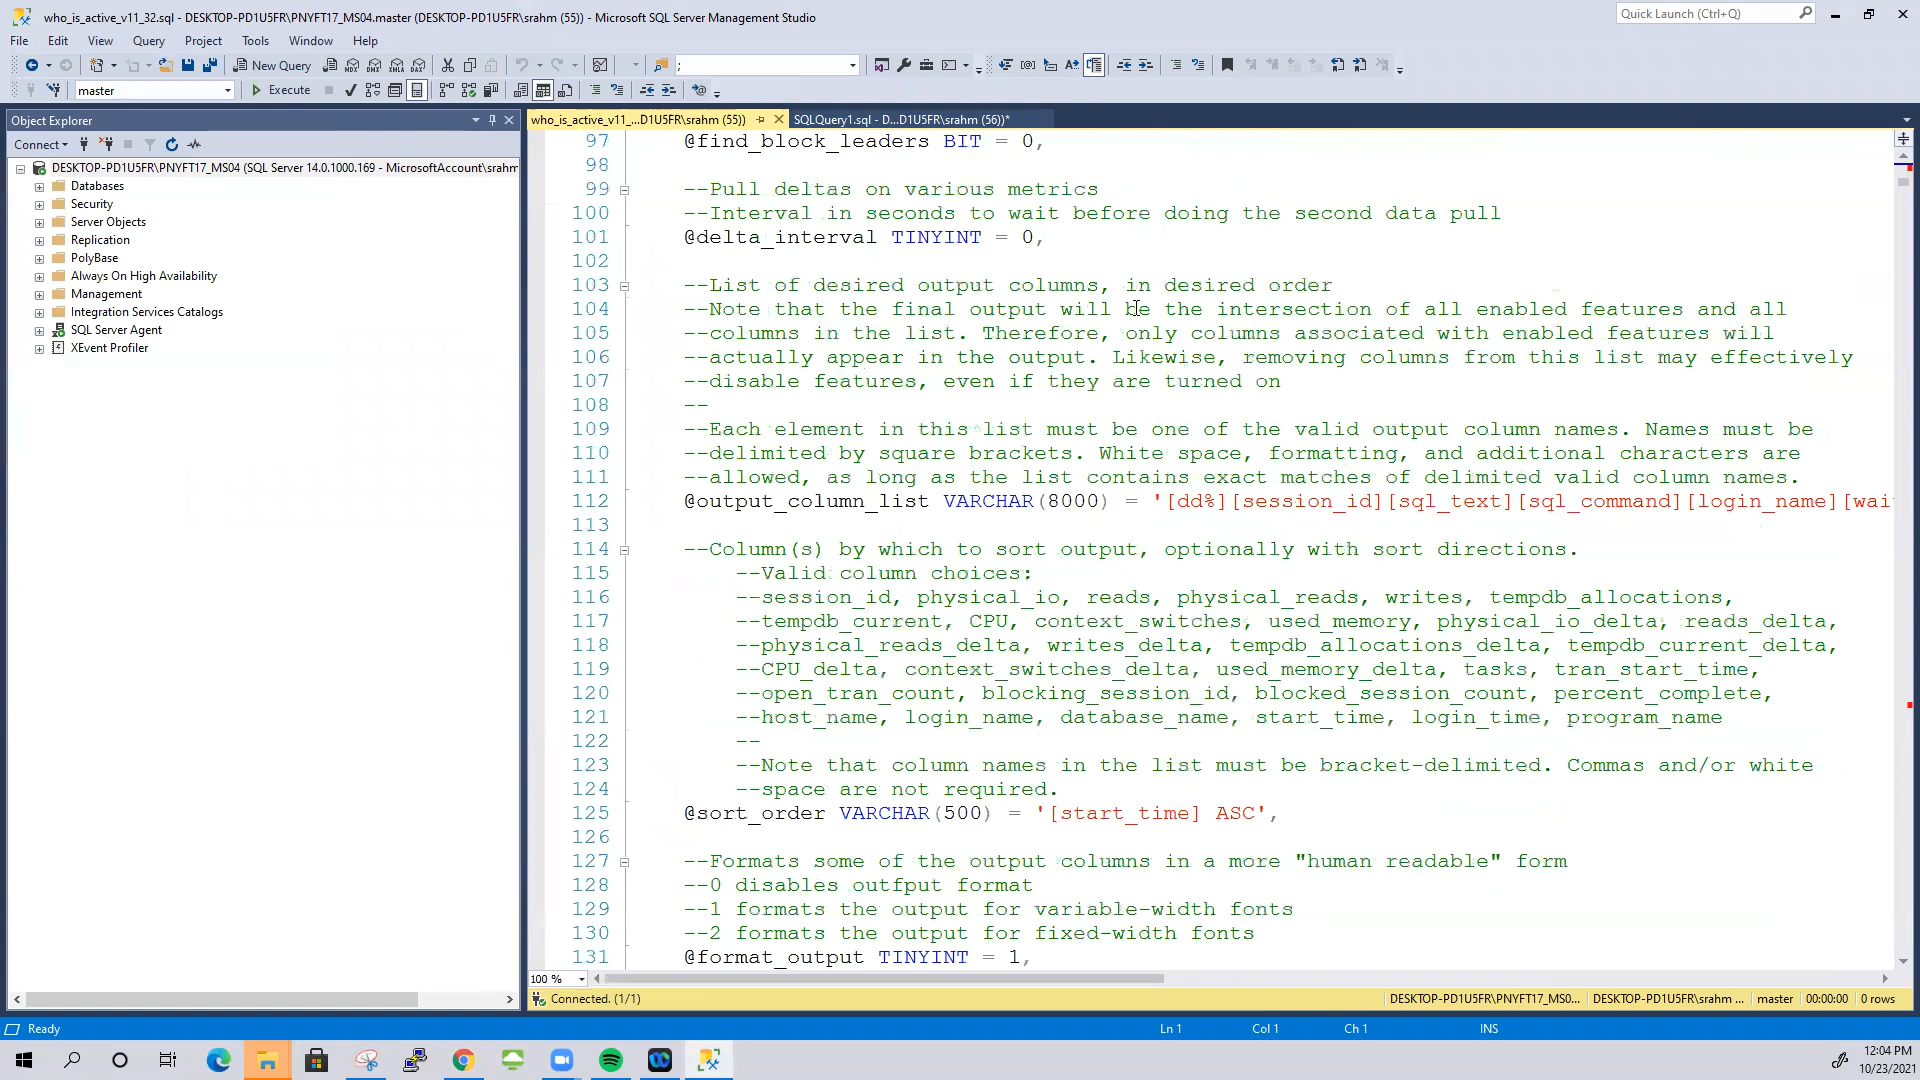 who_is_active_v11_32.sql - DESKTOP-PD1U5FR\PNYFT17_MS04.master (DESKTOP-PD1U5FR\srahm (55)) - Microsoft SQL Server Management Studio
Quick Launch (Ctrl+Q)
File Edit View Query Project Tools Window Help
New Query
MDX DMX XMLA DAX
;
master
Execute
Object Explorer
who_is_active_v11_...D1U5FR\srahm (55))
SQLQuery1.sql - D...D1U5FR\srahm (56))*
Connect
DESKTOP-PD1U5FR\PNYFT17_MS04 (SQL Server 14.0.1000.169 - MicrosoftAccount\srahm
Databases
Security
Server Objects
Replication
PolyBase
Always On High Availability
Management
Integration Services Catalogs
SQL Server Agent
XEvent Profiler
97 @find_block_leaders BIT = 0,
98
99 --Pull deltas on various metrics
100 --Interval in seconds to wait before doing the second data pull
101 @delta_interval TINYINT = 0,
102
103 --List of desired output columns, in desired order
104 --Note that the final output will be the intersection of all enabled features and all
105 --columns in the list. Therefore, only columns associated with enabled features will
106 --actually appear in the output. Likewise, removing columns from this list may effectively
107 --disable features, even if they are turned on
108 --
109 --Each element in this list must be one of the valid output column names. Names must be
110 --delimited by square brackets. White space, formatting, and additional characters are
111 --allowed, as long as the list contains exact matches of delimited valid column names.
112 @output_column_list VARCHAR(8000) = '[dd%][session_id][sql_text][sql_command][login_name][wai
113
114 --Column(s) by which to sort output, optionally with sort directions.
115 --Valid column choices:
116 --session_id, physical_io, reads, physical_reads, writes, tempdb_allocations,
117 --tempdb_current, CPU, context_switches, used_memory, physical_io_delta, reads_delta,
118 --physical_reads_delta, writes_delta, tempdb_allocations_delta, tempdb_current_delta,
119 --CPU_delta, context_switches_delta, used_memory_delta, tasks, tran_start_time,
120 --open_tran_count, blocking_session_id, blocked_session_count, percent_complete,
121 --host_name, login_name, database_name, start_time, login_time, program_name
122 --
123 --Note that column names in the list must be bracket-delimited. Commas and/or white
124 --space are not required.
125 @sort_order VARCHAR(500) = '[start_time] ASC',
126
127 --Formats some of the output columns in a more "human readable" form
128 --0 disables outfput format
129 --1 formats the output for variable-width fonts
130 --2 formats the output for fixed-width fonts
131 @format_output TINYINT = 1,
100 %
Connected. (1/1)
DESKTOP-PD1U5FR\PNYFT17_MS0... DESKTOP-PD1U5FR\srahm ... master 00:00:00 0 rows
Ready
Ln 1 Col 1 Ch 1 INS
12:04 PM
10/23/2021